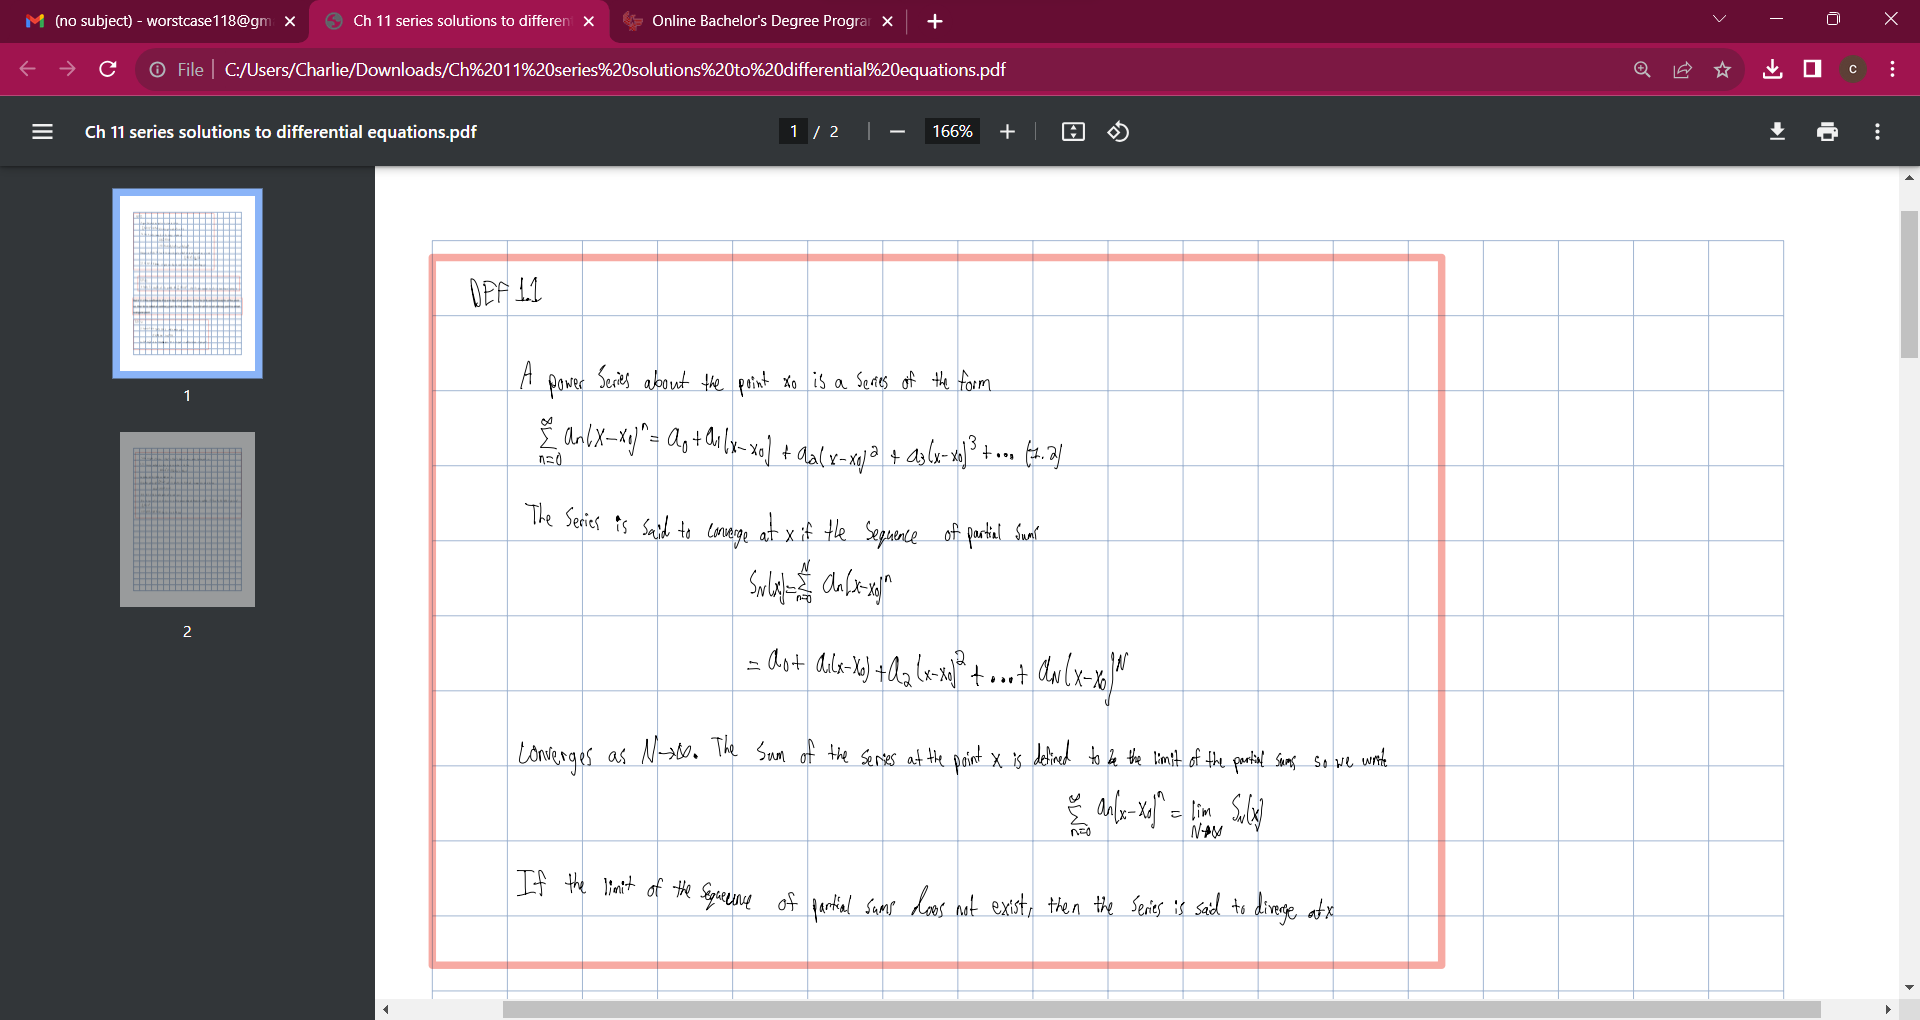 (no subject) - worstcase118@gm
Ch 11 series solutions to different
Online Bachelor's Degree Progra
File
C:/Users/Charlie/Downloads/Ch%2011%20series%20solutions%20to%20differential%20equations.pdf
c
Ch 11 series solutions to differential equations.pdf
1 / 2
166%
1
2
DEF 1.1
A power series about the point x₀ is a series of the form
∑_{n=0}^{∞} aₙ(x-x₀)ⁿ = a₀ + a₁(x-x₀) + a₂(x-x₀)² + a₃(x-x₀)³ + ... (1.2)
The series is said to converge at x if the sequence of partial sums
S_N(x) = ∑_{n=0}^{N} aₙ(x-x₀)ⁿ
= a₀ + a₁(x-x₀) + a₂(x-x₀)² + ... + a_N(x-x₀)^N
Converges as N→∞. The sum of the series at the point x is defined to be the limit of the partial sums so we write
∑_{n=0}^{∞} aₙ(x-x₀)ⁿ = lim_{N→∞} S_N(x)
If the limit of the sequence of partial sums does not exist, then the series is said to diverge at x